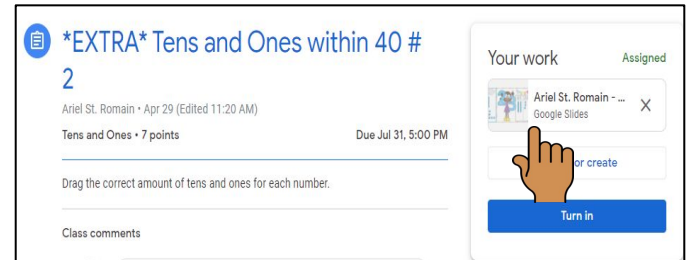 *EXTRA* Tens and Ones within 40 #
2
Ariel St. Romain • Apr 29 (Edited 11:20 AM)
Tens and Ones • 7 points
Due Jul 31, 5:00 PM
Drag the correct amount of tens and ones for each number.
Class comments
Your work
Assigned
Ariel St. Romain - ...
Google Slides
or create
Turn in